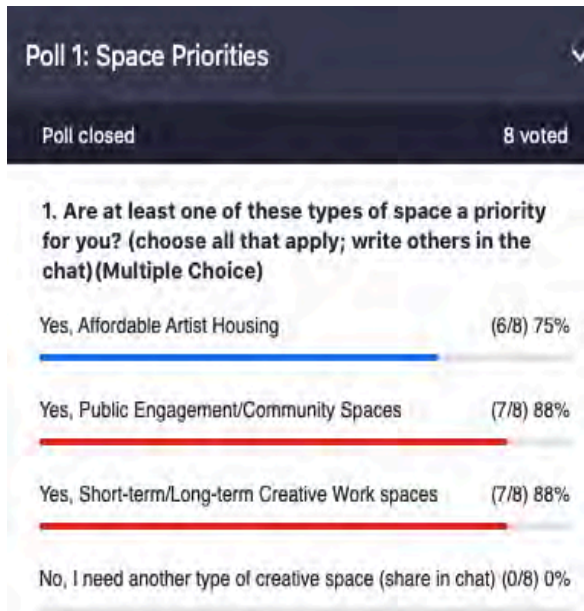 Poll 1: Space Priorities
Poll closed 8 voted
1. Are at least one of these types of space a priority
for you? (choose all that apply; write others in the
chat)(Multiple Choice)
Yes, Affordable Artist Housing (6/8) 75%
Yes, Public Engagement/Community Spaces (7/8) 88%
Yes, Short-term/Long-term Creative Work spaces (7/8) 88%
No, I need another type of creative space (share in chat) (0/8) 0%